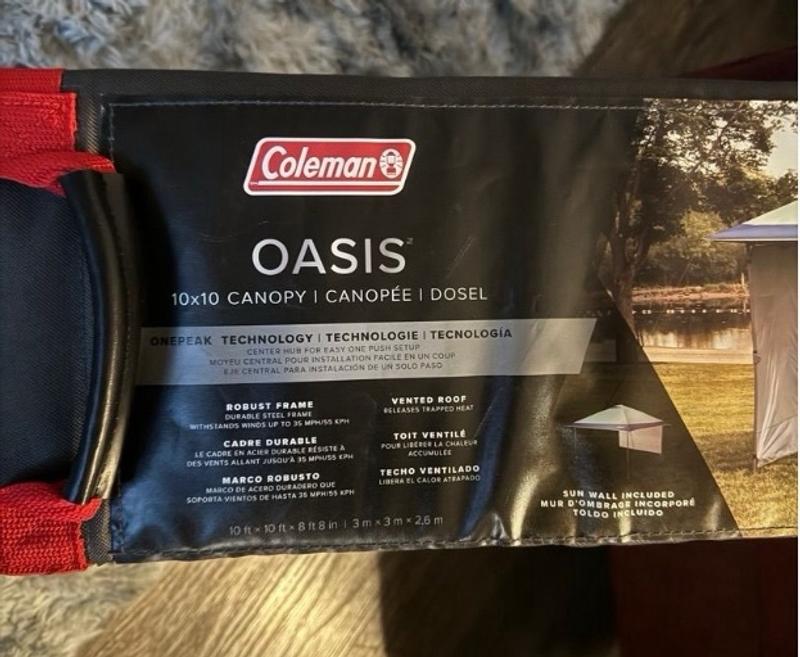 Coleman
OASIS™
10x10 CANOPY | CANOPÉE | DOSEL
ONEPEAK TECHNOLOGY | TECHNOLOGIE | TECNOLOGÍA
CENTER HUB FOR EASY ONE PUSH SETUP
MOYEU CENTRAL POUR INSTALLATION FACILE EN UN COUP
EJE CENTRAL PARA INSTALACIÓN DE UN SOLO PASO
ROBUST FRAME
DURABLE STEEL FRAME
WITHSTANDS WINDS UP TO 35 MPH/55 KPH
CADRE DURABLE
LE CADRE EN ACIER DURABLE RÉSISTE À
DES VENTS ALLANT JUSQU'À 35 MPH/55 KPH
MARCO ROBUSTO
MARCO DE ACERO DURADERO QUE
SOPORTA VIENTOS DE HASTA 35 MPH/55 KPH
VENTED ROOF
RELEASES TRAPPED HEAT
TOIT VENTILÉ
POUR LIBÉRER LA CHALEUR
ACCUMULÉE
TECHO VENTILADO
LIBERA EL CALOR ATRAPADO
SUN WALL INCLUDED
MUR D'OMBRAGE INCORPORÉ
TOLDO INCLUIDO
10 ft × 10 ft × 8 ft 8 in | 3 m × 3 m × 2,6 m